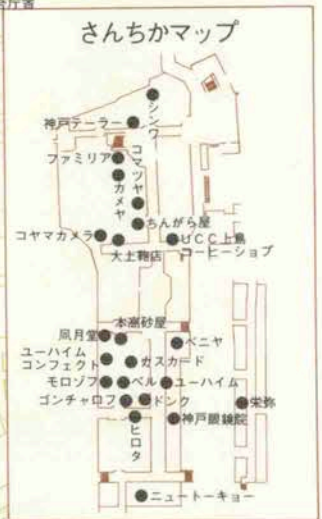 さんちかマップ
シンワ
神戸テーラー
ファミリア
コマツヤ
カメヤ
ちんがら屋
コヤマカメラ
大上鞄店
UCC上島
コーヒーショップ
本高砂屋
凮月堂
ベニヤ
ユーハイム
コンフェクト
カスカード
モロゾフ
ベル
ユーハイム
ゴンチャロフ
ドンク
栄弥
ヒロタ
神戸眼鏡院
ニュートーキョー